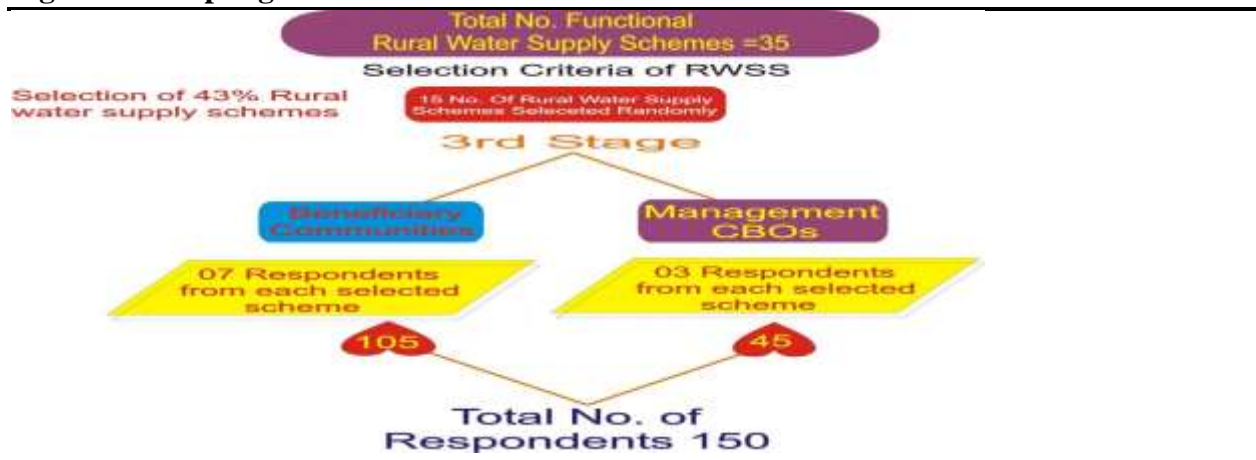 Total No. Functional
Rural Water Supply Schemes =35
Selection Criteria of RWSS
Selection of 43% Rural
water supply schemes
15 No. Of Rural Water Supply
Schemes Seleceted Randomly
3rd Stage
Beneficiary
Communities
Management
CBOs
07 Respondents
from each selected
scheme
03 Respondents
from each selected
scheme
105
45
Total No. of
Respondents 150